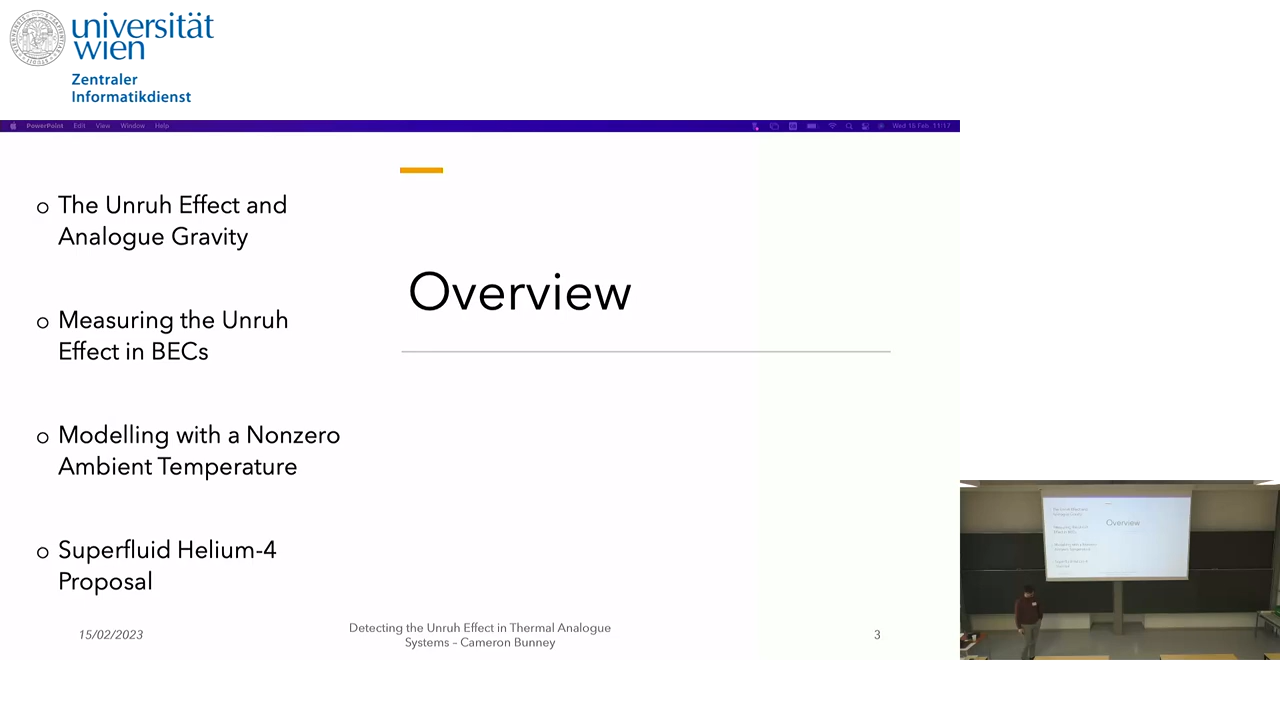 universität
wien
Zentraler
Informatikdienst
PowerPoint Edit View Window Help
Wed 15 Feb 11:17
The Unruh Effect and
Analogue Gravity
Measuring the Unruh
Effect in BECs
Modelling with a Nonzero
Ambient Temperature
Superfluid Helium-4
Proposal
Overview
15/02/2023
Detecting the Unruh Effect in Thermal Analogue
Systems – Cameron Bunney
3
Overview